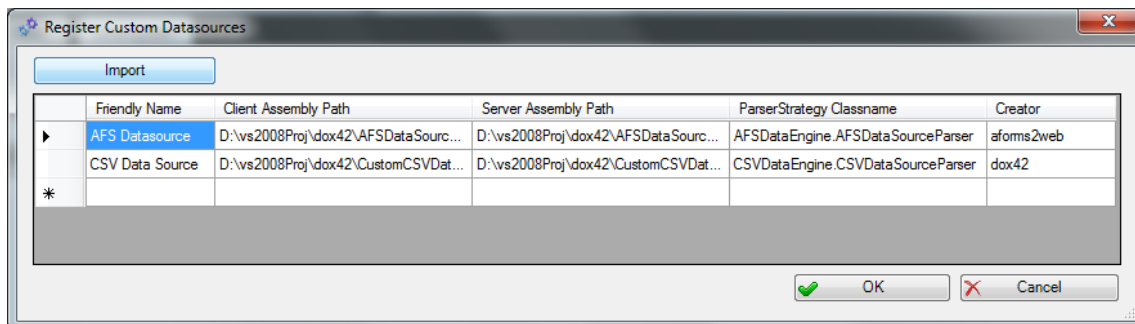 Register Custom Datasources
Import
Friendly Name Client Assembly Path Server Assembly Path ParserStrategy Classname Creator
AFS Datasource D:\vs2008Proj\dox42\AFSDataSourc... D:\vs2008Proj\dox42\AFSDataSourc... AFSDataEngine.AFSDataSourceParser aforms2web
CSV Data Source D:\vs2008Proj\dox42\CustomCSVDat... D:\vs2008Proj\dox42\CustomCSVDat... CSVDataEngine.CSVDataSourceParser dox42
OK Cancel